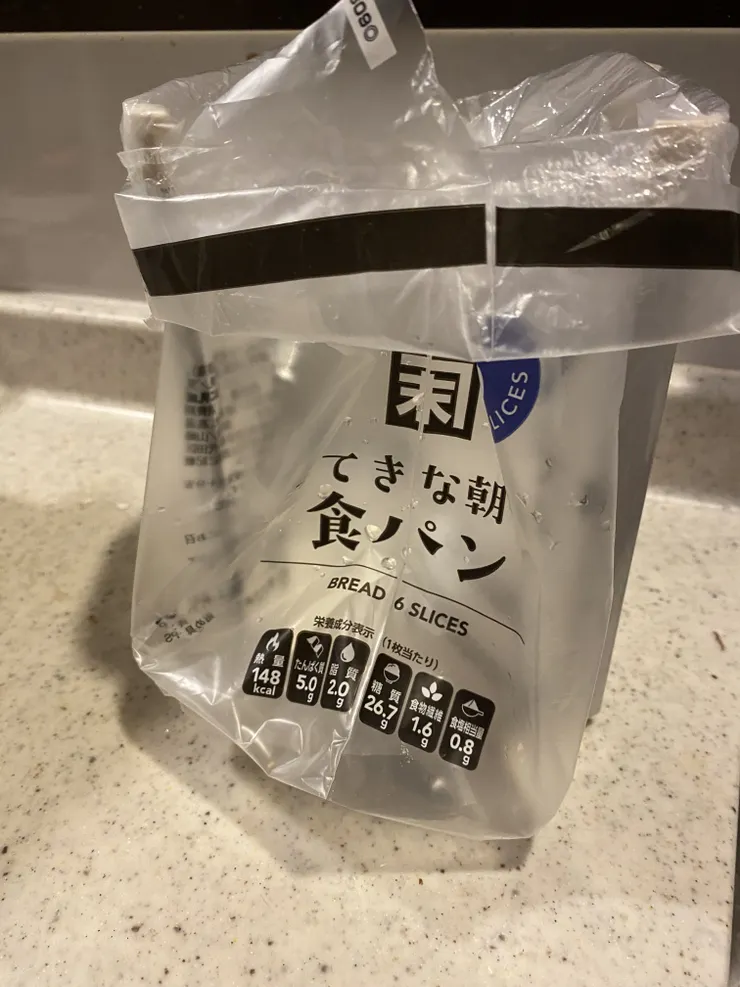 末
LICES
てきな朝
食パン
BREAD 6 SLICES
栄養成分表示 (1枚当たり)
熱量
148
kcal
たんぱく質
5.0
g
脂質
2.0
g
糖質
26.7
g
食物繊維
1.6
g
食塩相当量
0.8
g